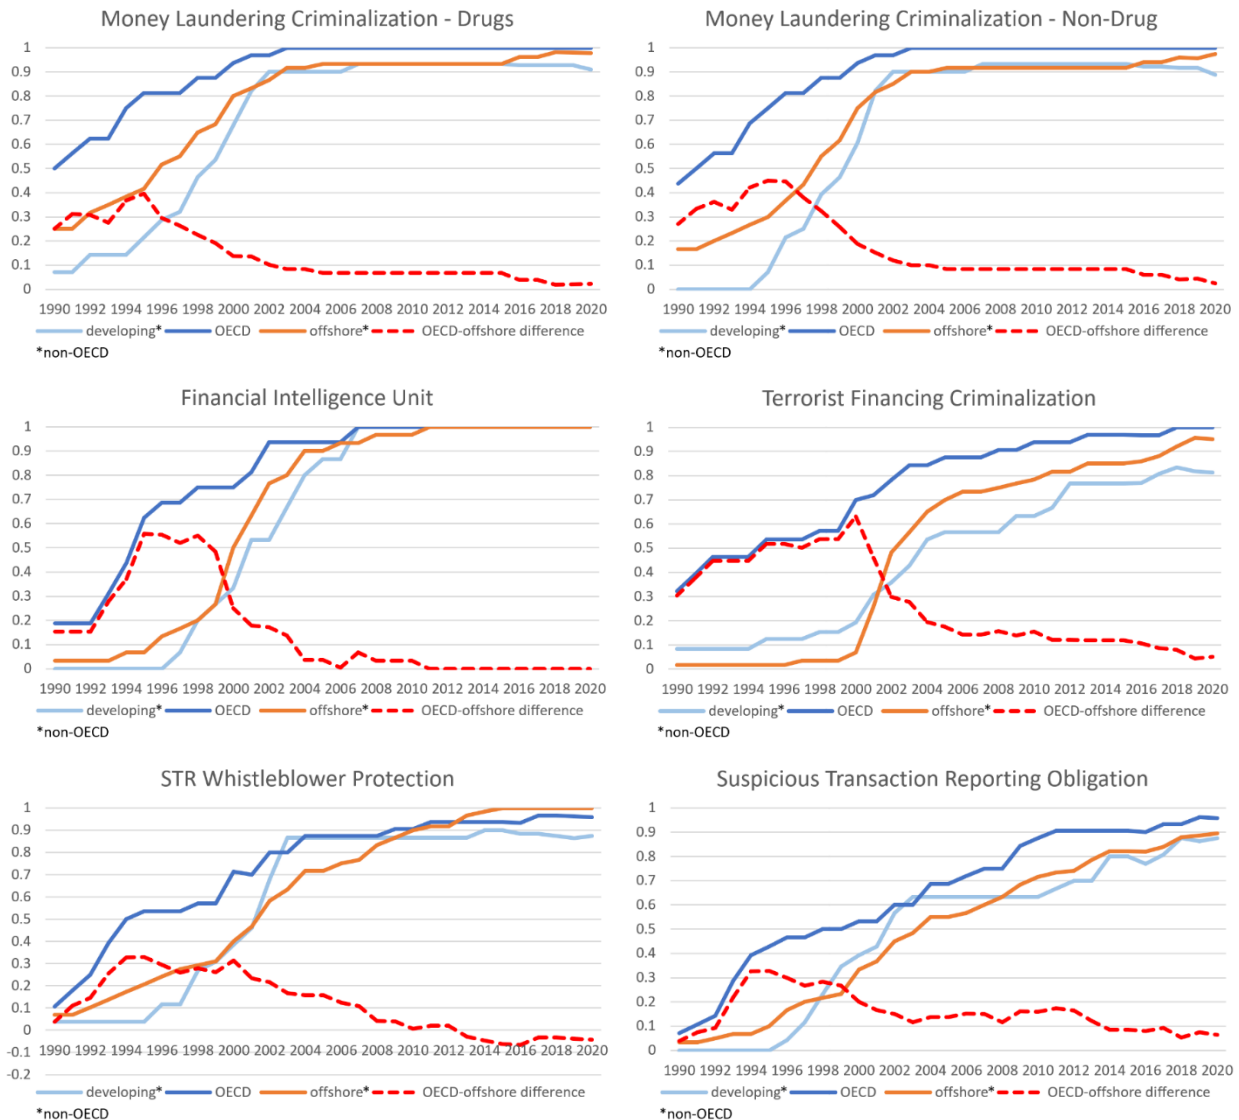 Money Laundering Criminalization - Drugs
1
0.9
0.8
0.7
0.6
0.5
0.4
0.3
0.2
0.1
0
1990 1992 1994 1996 1998 2000 2002 2004 2006 2008 2010 2012 2014 2016 2018 2020
developing* OECD offshore* OECD-offshore difference
*non-OECD
Money Laundering Criminalization - Non-Drug
1
0.9
0.8
0.7
0.6
0.5
0.4
0.3
0.2
0.1
0
1990 1992 1994 1996 1998 2000 2002 2004 2006 2008 2010 2012 2014 2016 2018 2020
developing* OECD offshore* OECD-offshore difference
*non-OECD
Financial Intelligence Unit
1
0.9
0.8
0.7
0.6
0.5
0.4
0.3
0.2
0.1
0
1990 1992 1994 1996 1998 2000 2002 2004 2006 2008 2010 2012 2014 2016 2018 2020
developing* OECD offshore* OECD-offshore difference
*non-OECD
Terrorist Financing Criminalization
1
0.9
0.8
0.7
0.6
0.5
0.4
0.3
0.2
0.1
0
1990 1992 1994 1996 1998 2000 2002 2004 2006 2008 2010 2012 2014 2016 2018 2020
developing* OECD offshore* OECD-offshore difference
*non-OECD
STR Whistleblower Protection
1
0.9
0.8
0.7
0.6
0.5
0.4
0.3
0.2
0.1
0
-0.1
-0.2
1990 1992 1994 1996 1998 2000 2002 2004 2006 2008 2010 2012 2014 2016 2018 2020
developing* OECD offshore* OECD-offshore difference
*non-OECD
Suspicious Transaction Reporting Obligation
1
0.9
0.8
0.7
0.6
0.5
0.4
0.3
0.2
0.1
0
1990 1992 1994 1996 1998 2000 2002 2004 2006 2008 2010 2012 2014 2016 2018 2020
developing* OECD offshore* OECD-offshore difference
*non-OECD